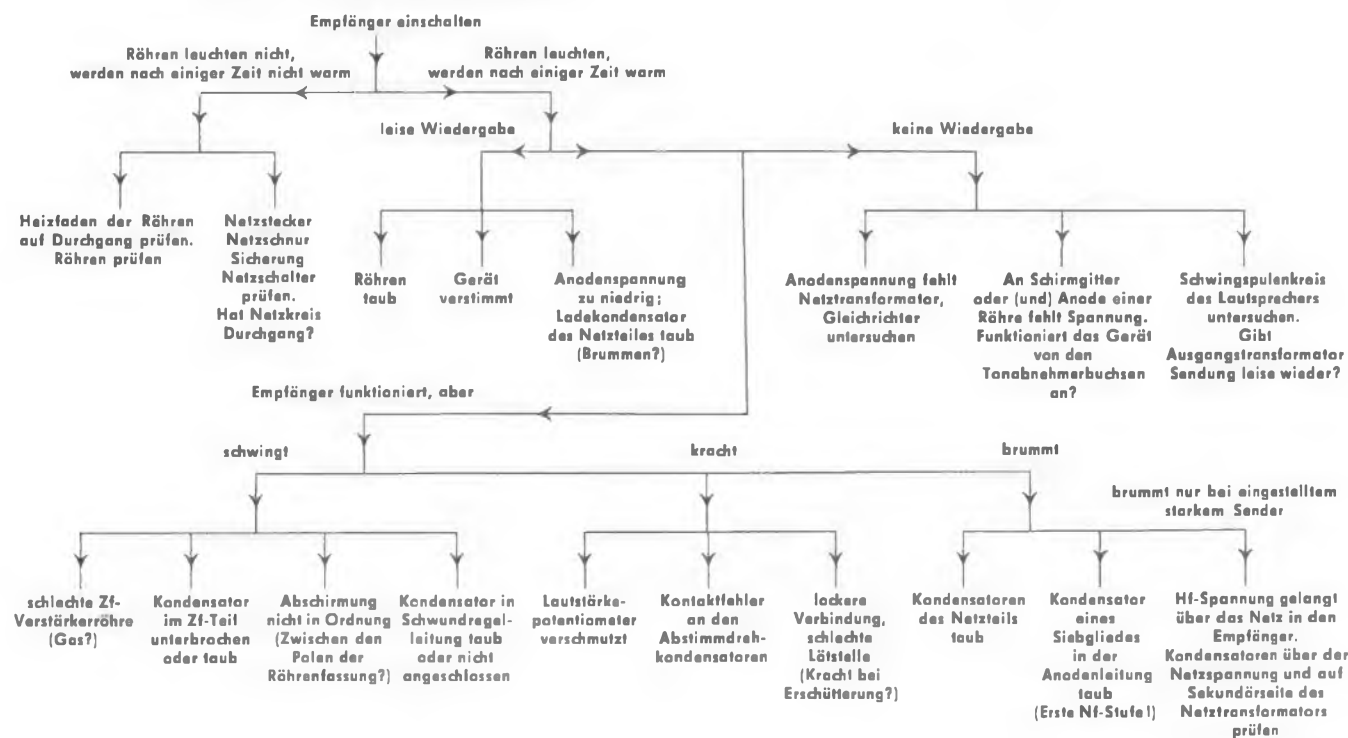 Empfänger einschalten
Röhren leuchten nicht,
werden nach einiger Zeit nicht warm
Röhren leuchten,
werden nach einiger Zeit warm
leise Wiedergabe
keine Wiedergabe
Heizfaden der Röhren
auf Durchgang prüfen.
Röhren prüfen
Netzstecker
Netzschnur
Sicherung
Netzschalter
prüfen.
Hat Netzkreis
Durchgang?
Röhren
taub
Gerät
verstimmt
Anodenspannung
zu niedrig;
Ladekondensator
des Netzteiles taub
(Brummen?)
Anodenspannung fehlt
Netztransformator,
Gleichrichter
untersuchen
An Schirmgitter
oder (und) Anode einer
Röhre fehlt Spannung.
Funktioniert das Gerät
von den
Tonabnehmerbuchsen
an?
Schwingspulenkreis
des Lautsprechers
untersuchen.
Gibt
Ausgangstransformator
Sendung leise wieder?
Empfänger funktioniert, aber
schwingt
kracht
brummt
brummt nur bei eingestelltem
starkem Sender
schlechte Zf-
Verstärkerröhre
(Gas?)
Kondensator
im Zf-Teil
unterbrochen
oder taub
Abschirmung
nicht in Ordnung
(Zwischen den
Polen der
Röhrenfassung?)
Kondensator in
Schwundregel-
leitung taub
oder nicht
angeschlossen
Lautstärke-
potentiometer
verschmutzt
Kontaktfehler
an den
Abstimmdreh-
kondensatoren
lockere
Verbindung,
schlechte
Lötstelle
(Kracht bei
Erschütterung?)
Kondensatoren
des Netzteils
taub
Kondensator
eines
Siebgliedes
in der
Anodenleitung
taub
(Erste Nf-Stufe!)
Hf-Spannung gelangt
über das Netz in den
Empfänger.
Kondensatoren über der
Netzspannung und auf
Sekundärseite des
Netztransformators
prüfen